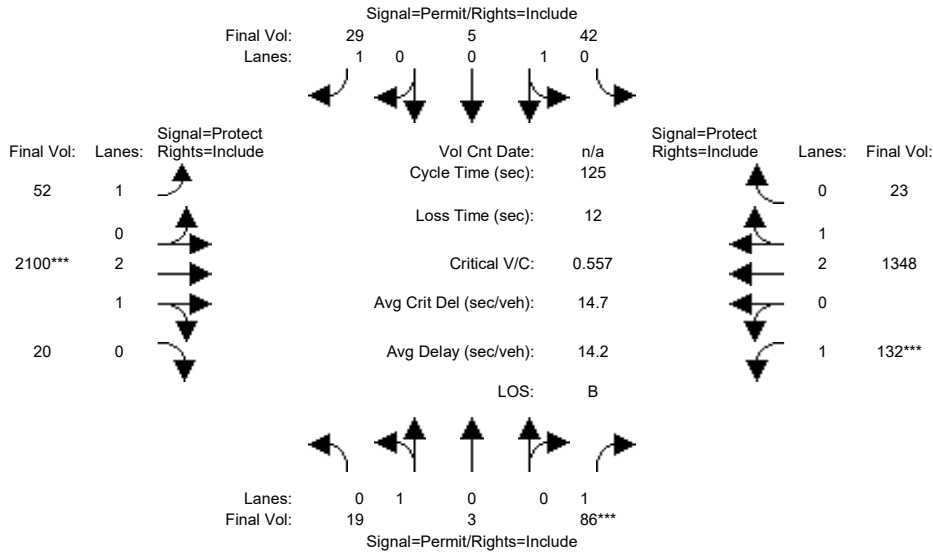 Signal=Permit/Rights=Include
Final Vol: 29 5 42
Lanes: 1 0 0 1 0
Signal=Protect Signal=Protect
Final Vol: Lanes: Rights=Include Vol Cnt Date: n/a Rights=Include Lanes: Final Vol:
Cycle Time (sec): 125
52 1 0 23
Loss Time (sec): 12
0 1
2100*** 2 Critical V/C: 0.557 2 1348
1 Avg Crit Del (sec/veh): 14.7 0
20 0 Avg Delay (sec/veh): 14.2 1 132***
LOS: B
Lanes: 0 1 0 0 1
Final Vol: 19 3 86***
Signal=Permit/Rights=Include